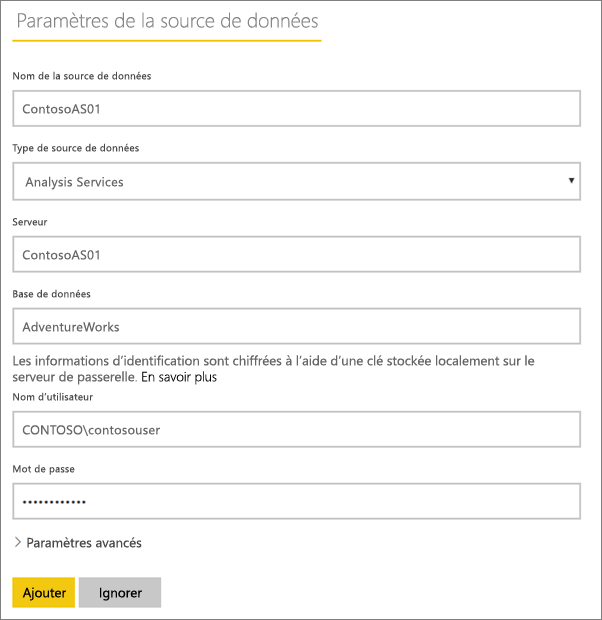 Paramètres de la source de données
Nom de la source de données
ContosoAS01
Type de source de données
Analysis Services
Serveur
ContosoAS01
Base de données
AdventureWorks
Les informations d’identification sont chiffrées à l’aide d’une clé stockée localement sur le
serveur de passerelle. En savoir plus
Nom d’utilisateur
CONTOSO\contosouser
Mot de passe
••••••••••••
Paramètres avancés
Ajouter Ignorer